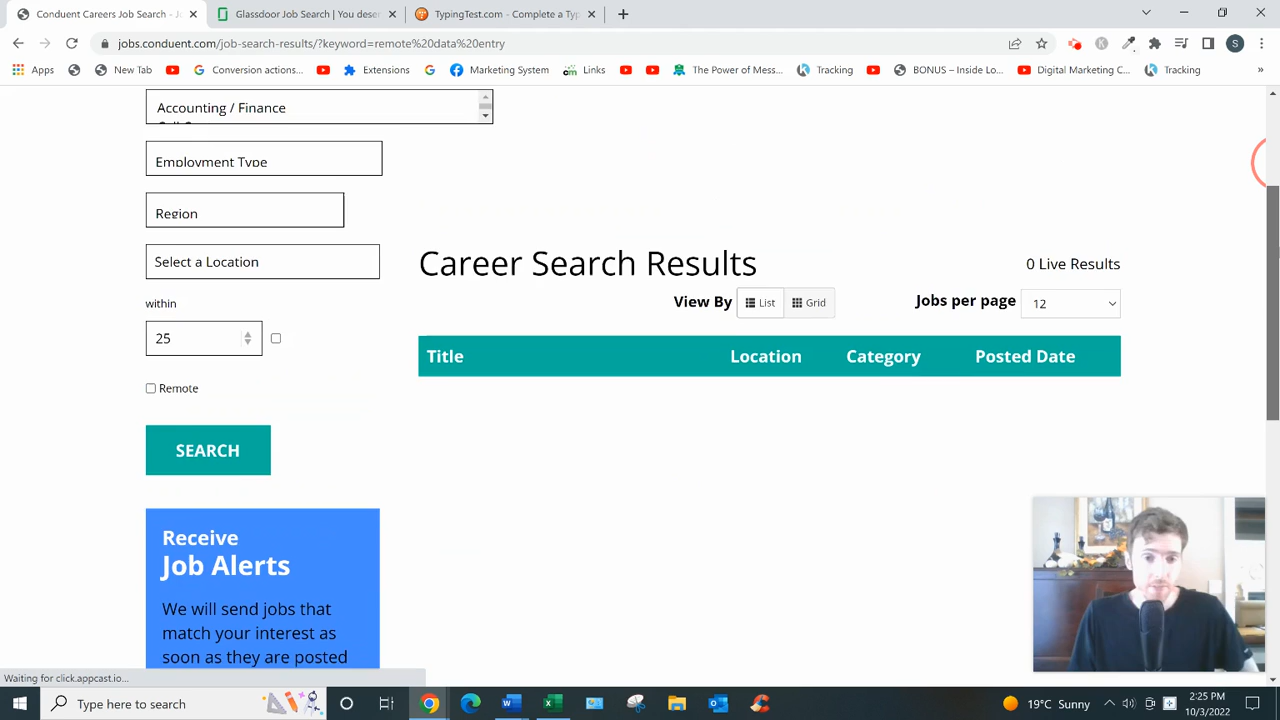 Conduent Careers Job Search - J
Glassdoor Job Search | You dese
TypingTest.com - Complete a Typ
jobs.conduent.com/job-search-results/?keyword=remote%20data%20entry
S
Apps
New Tab
Conversion actions...
Extensions
Marketing System
Links
The Power of Mess...
Tracking
BONUS – Inside Lo...
Digital Marketing C...
Tracking
Accounting / Finance
Employment Type
Region
Select a Location
within
25
Remote
SEARCH
Receive
Job Alerts
We will send jobs that
match your interest as
soon as they are posted
Career Search Results
0 Live Results
View By
List
Grid
Jobs per page
12
Title
Location
Category
Posted Date
Waiting for click.appcast.io...
Type here to search
19°C Sunny
2:25 PM
10/3/2022